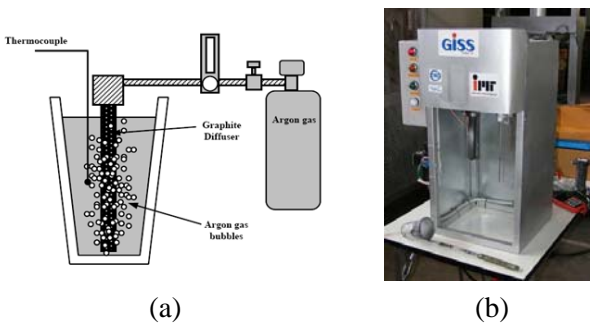 Thermocouple
Graphite
Diffuser
Argon gas
Argon gas
bubbles
GISS
(a)
(b)